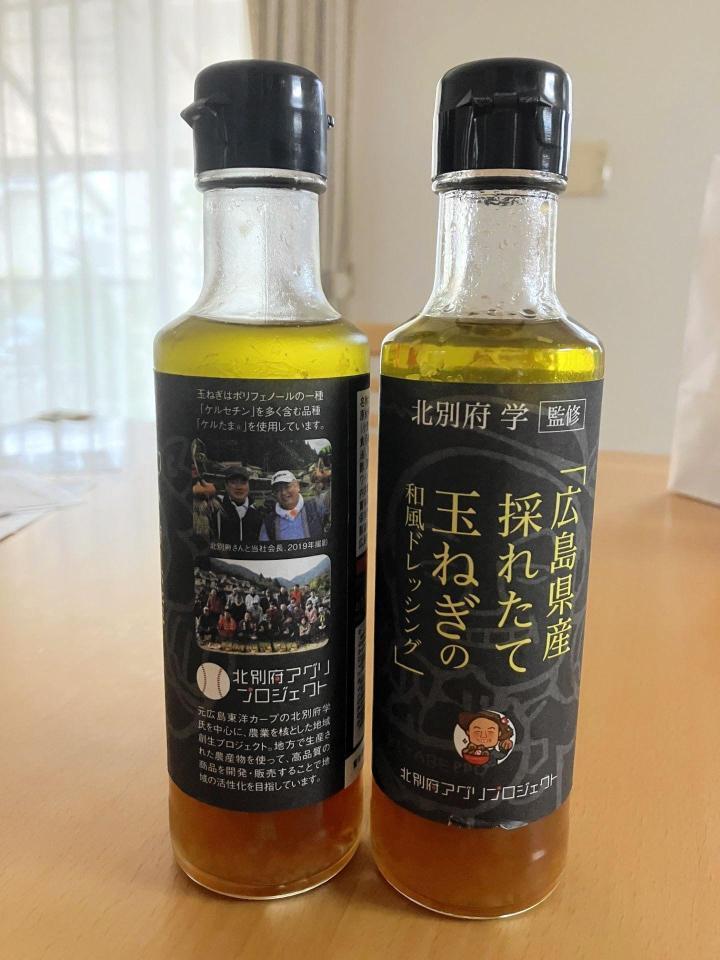 玉ねぎはポリフェノールの一種
「ケルセチン」を多く含む品種
「ケルたま®」を使用しています。
北別府さんと当社会長、2019年撮影
北別府アグリ
プロジェクト
元広島東洋カープの北別府学
氏を中心に、農業を核とした地域
創生プロジェクト。地方で生産さ
れた農産物を使って、高品質の
商品を開発・販売することで地
域の活性化を目指しています。
北別府 学 監修
「広島県産
採れたて
玉ねぎの
和風ドレッシング」
北別府アグリプロジェクト